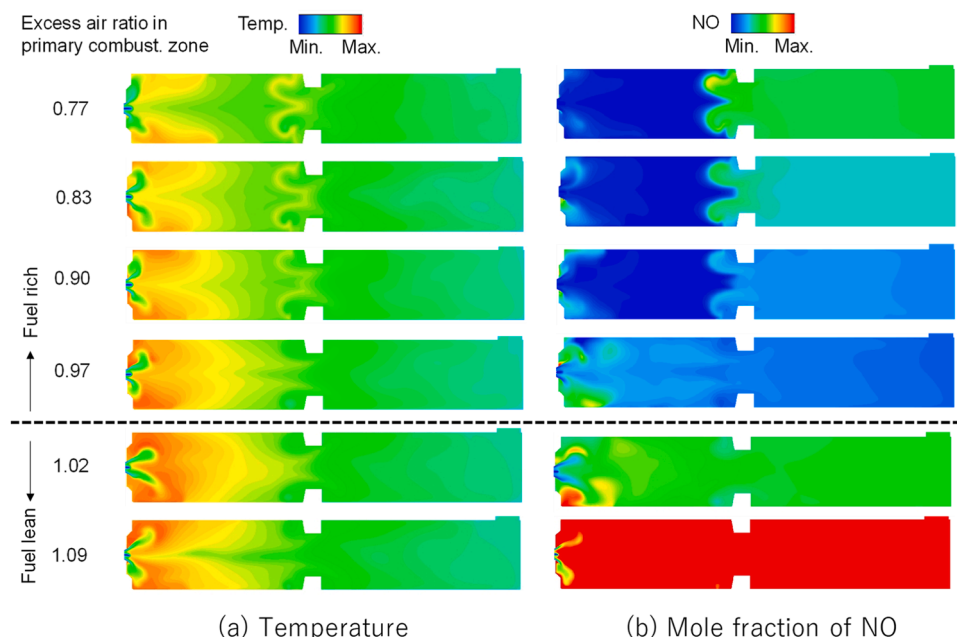 Excess air ratio in
primary combust. zone
Temp.
Min. Max.
NO
Min. Max.
0.77
0.83
0.90
0.97
Fuel rich
1.02
1.09
Fuel lean
(a) Temperature
(b) Mole fraction of NO